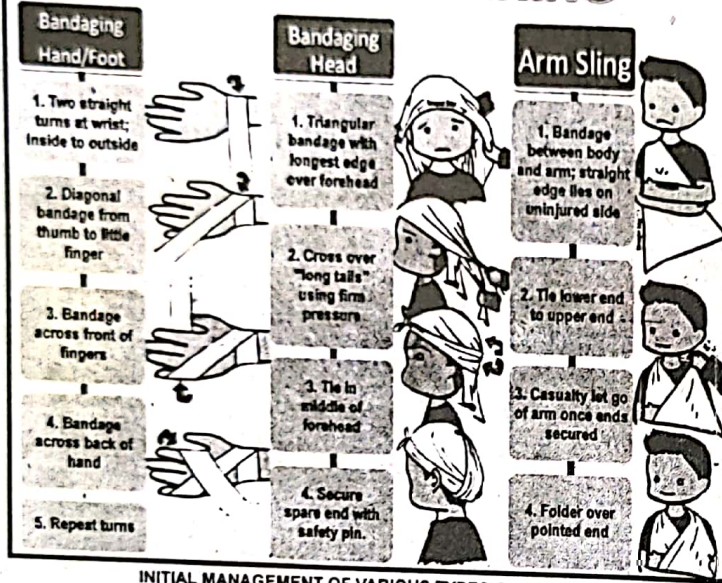 Bandaging
Hand/Foot
1. Two straight
turns at wrist;
inside to outside
2. Diagonal
bandage from
thumb to little
finger
3. Bandage
across front of
fingers
4. Bandage
across back of
hand
5. Repeat turns
Bandaging
Head
1. Triangular
bandage with
longest edge
over forehead
2. Cross over
"long tails"
using firm
pressure
3. Tie in
middle of
forehead
4. Secure
spare end with
safety pin.
Arm Sling
1. Bandage
between body
and arm; straight
edge lies on
uninjured side
2. Tie lower end
to upper end
3. Casualty let go
of arm once ends
secured
4. Folder over
pointed end
INITIAL MANAGEMENT OF VARIOUS